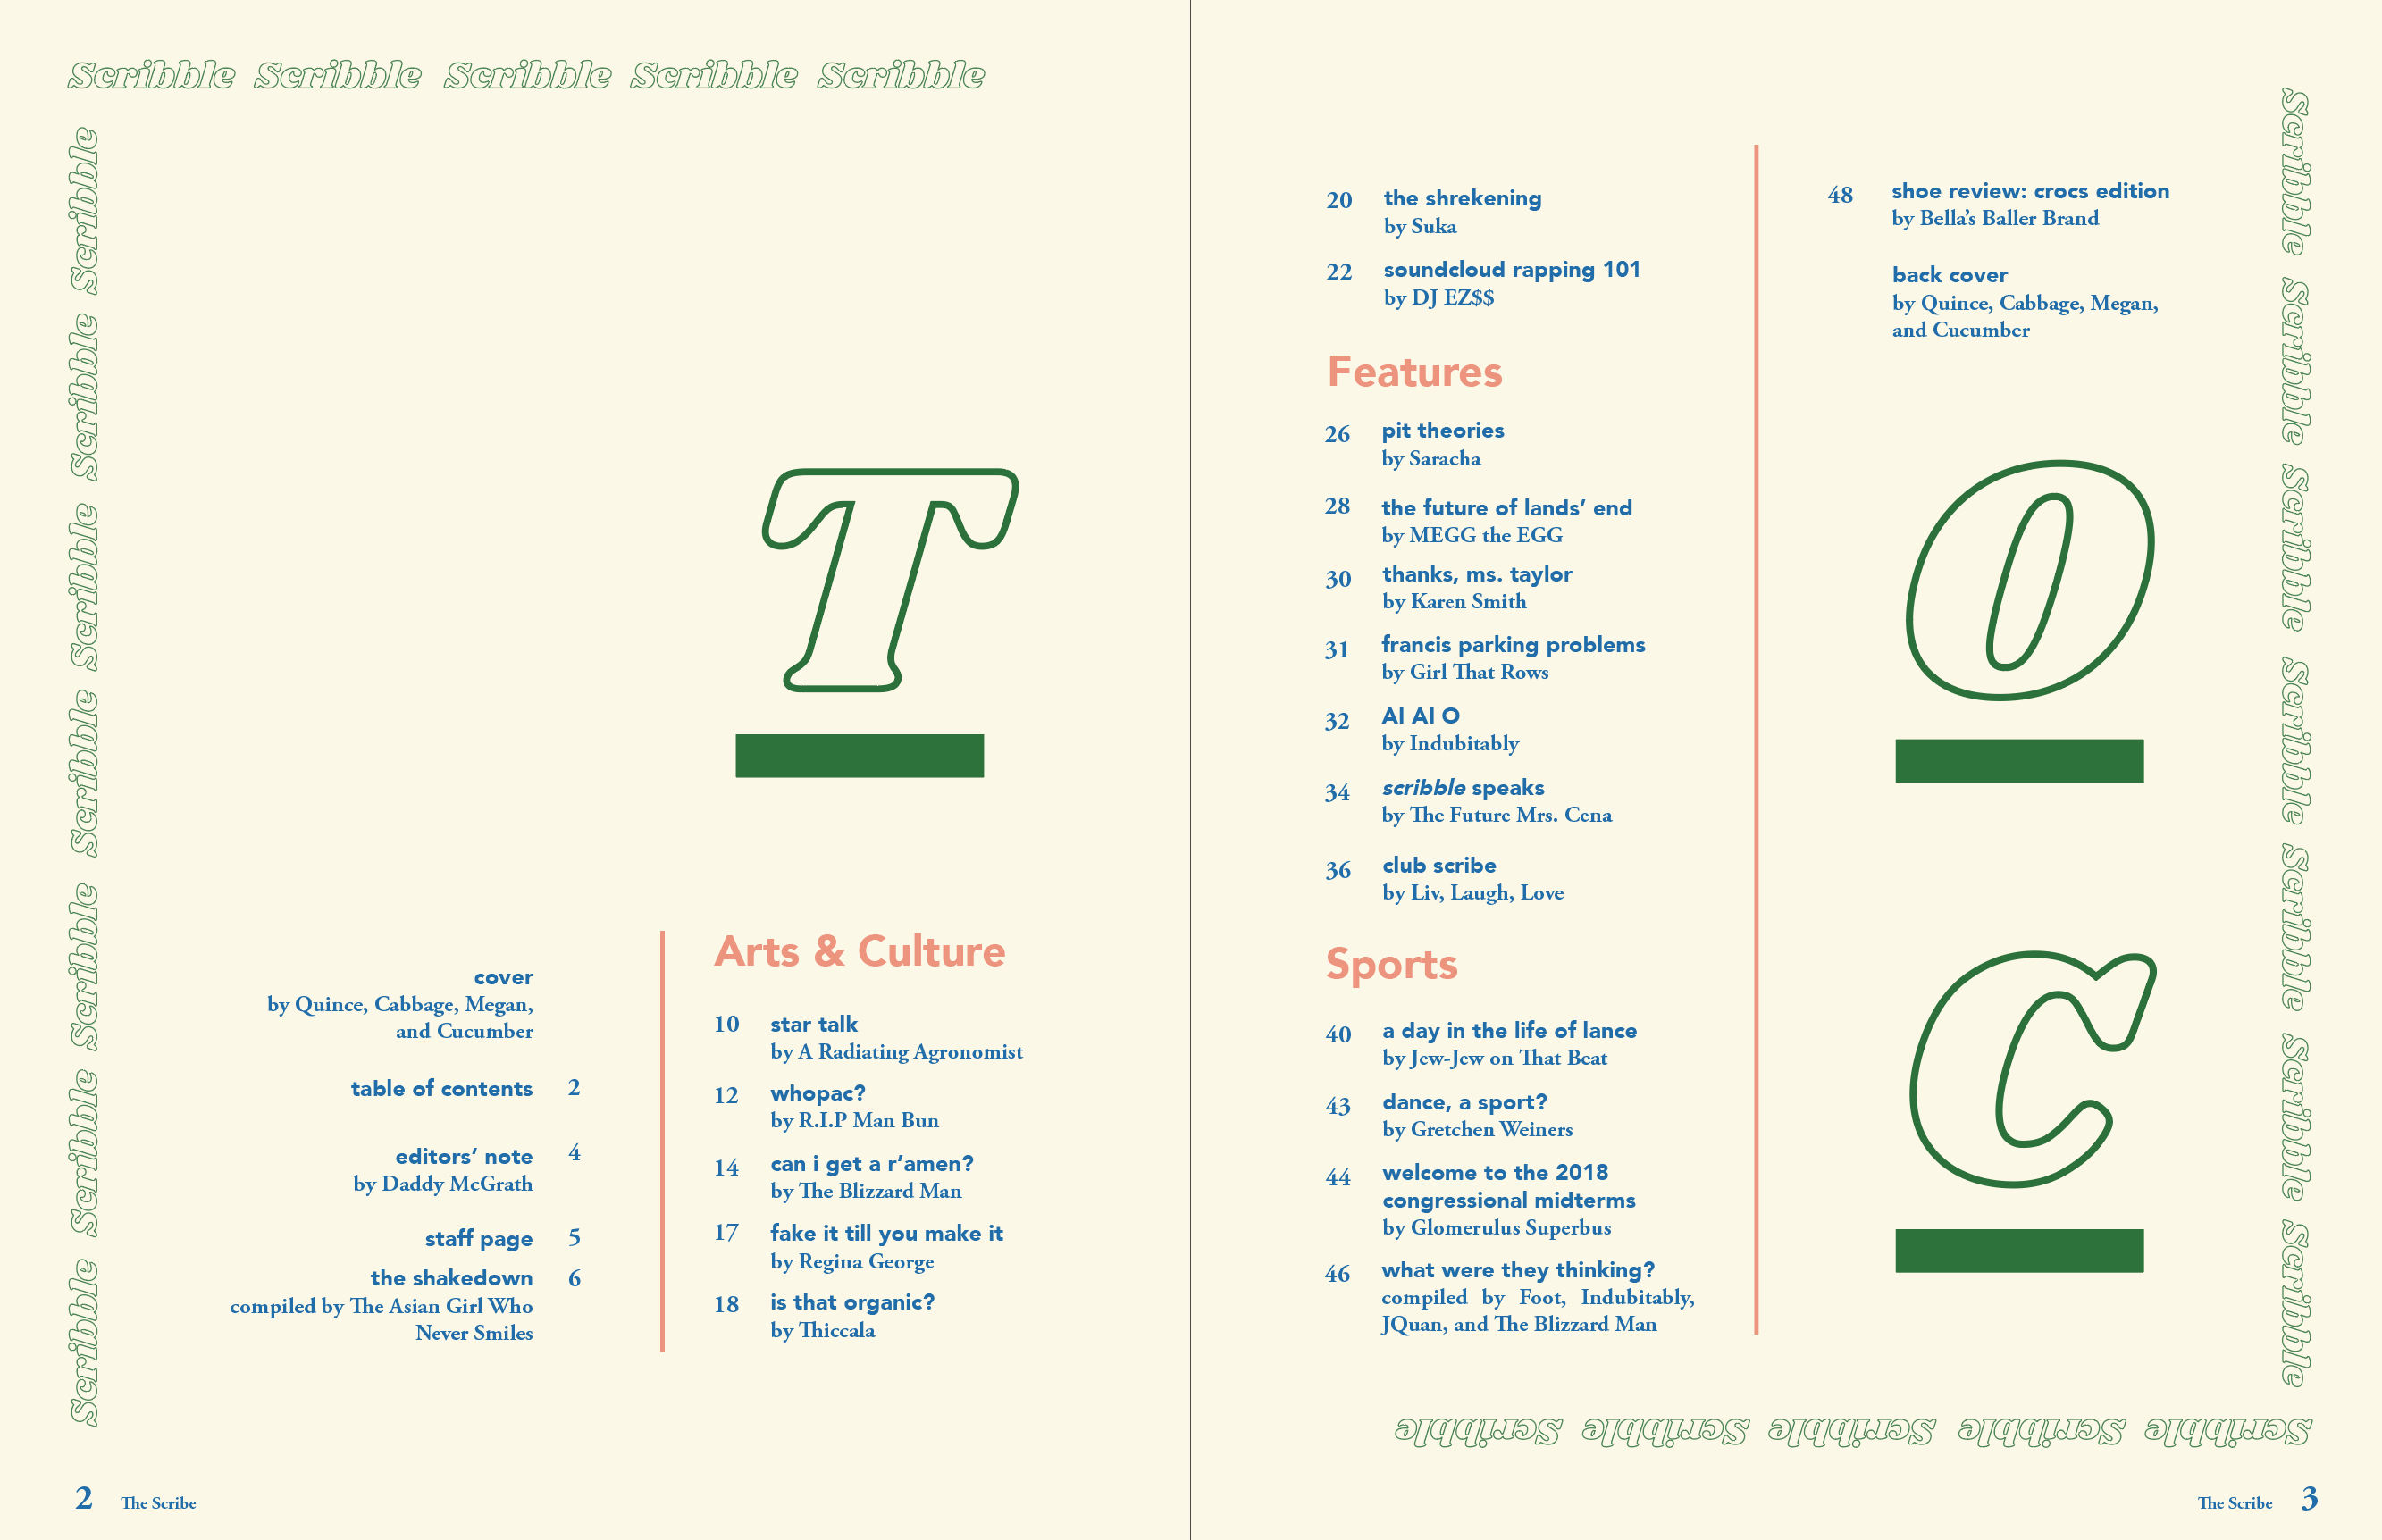 Scribble Scribble Scribble Scribble Scribble
Scribble Scribble Scribble Scribble Scribble Scribble Scribble
T
cover
by Quince, Cabbage, Megan,
and Cucumber
table of contents 2
editors’ note 4
by Daddy McGrath
staff page 5
the shakedown 6
compiled by The Asian Girl Who
Never Smiles
Arts & Culture
10 star talk
by A Radiating Agronomist
12 whopac?
by R.I.P Man Bun
14 can i get a r’amen?
by The Blizzard Man
17 fake it till you make it
by Regina George
18 is that organic?
by Thiccala
2 The Scribe
20 the shrekening
by Suka
22 soundcloud rapping 101
by DJ EZ$$
Features
26 pit theories
by Saracha
28 the future of lands’ end
by MEGG the EGG
30 thanks, ms. taylor
by Karen Smith
31 francis parking problems
by Girl That Rows
32 AI AI O
by Indubitably
34 scribble speaks
by The Future Mrs. Cena
36 club scribe
by Liv, Laugh, Love
Sports
40 a day in the life of lance
by Jew-Jew on That Beat
43 dance, a sport?
by Gretchen Weiners
44 welcome to the 2018
congressional midterms
by Glomerulus Superbus
46 what were they thinking?
compiled by Foot, Indubitably,
JQuan, and The Blizzard Man
48 shoe review: crocs edition
by Bella’s Baller Brand
back cover
by Quince, Cabbage, Megan,
and Cucumber
O
C
Scribble Scribble Scribble Scribble Scribble Scribble Scribble
Scribble Scribble Scribble Scribble Scribble
The Scribe 3